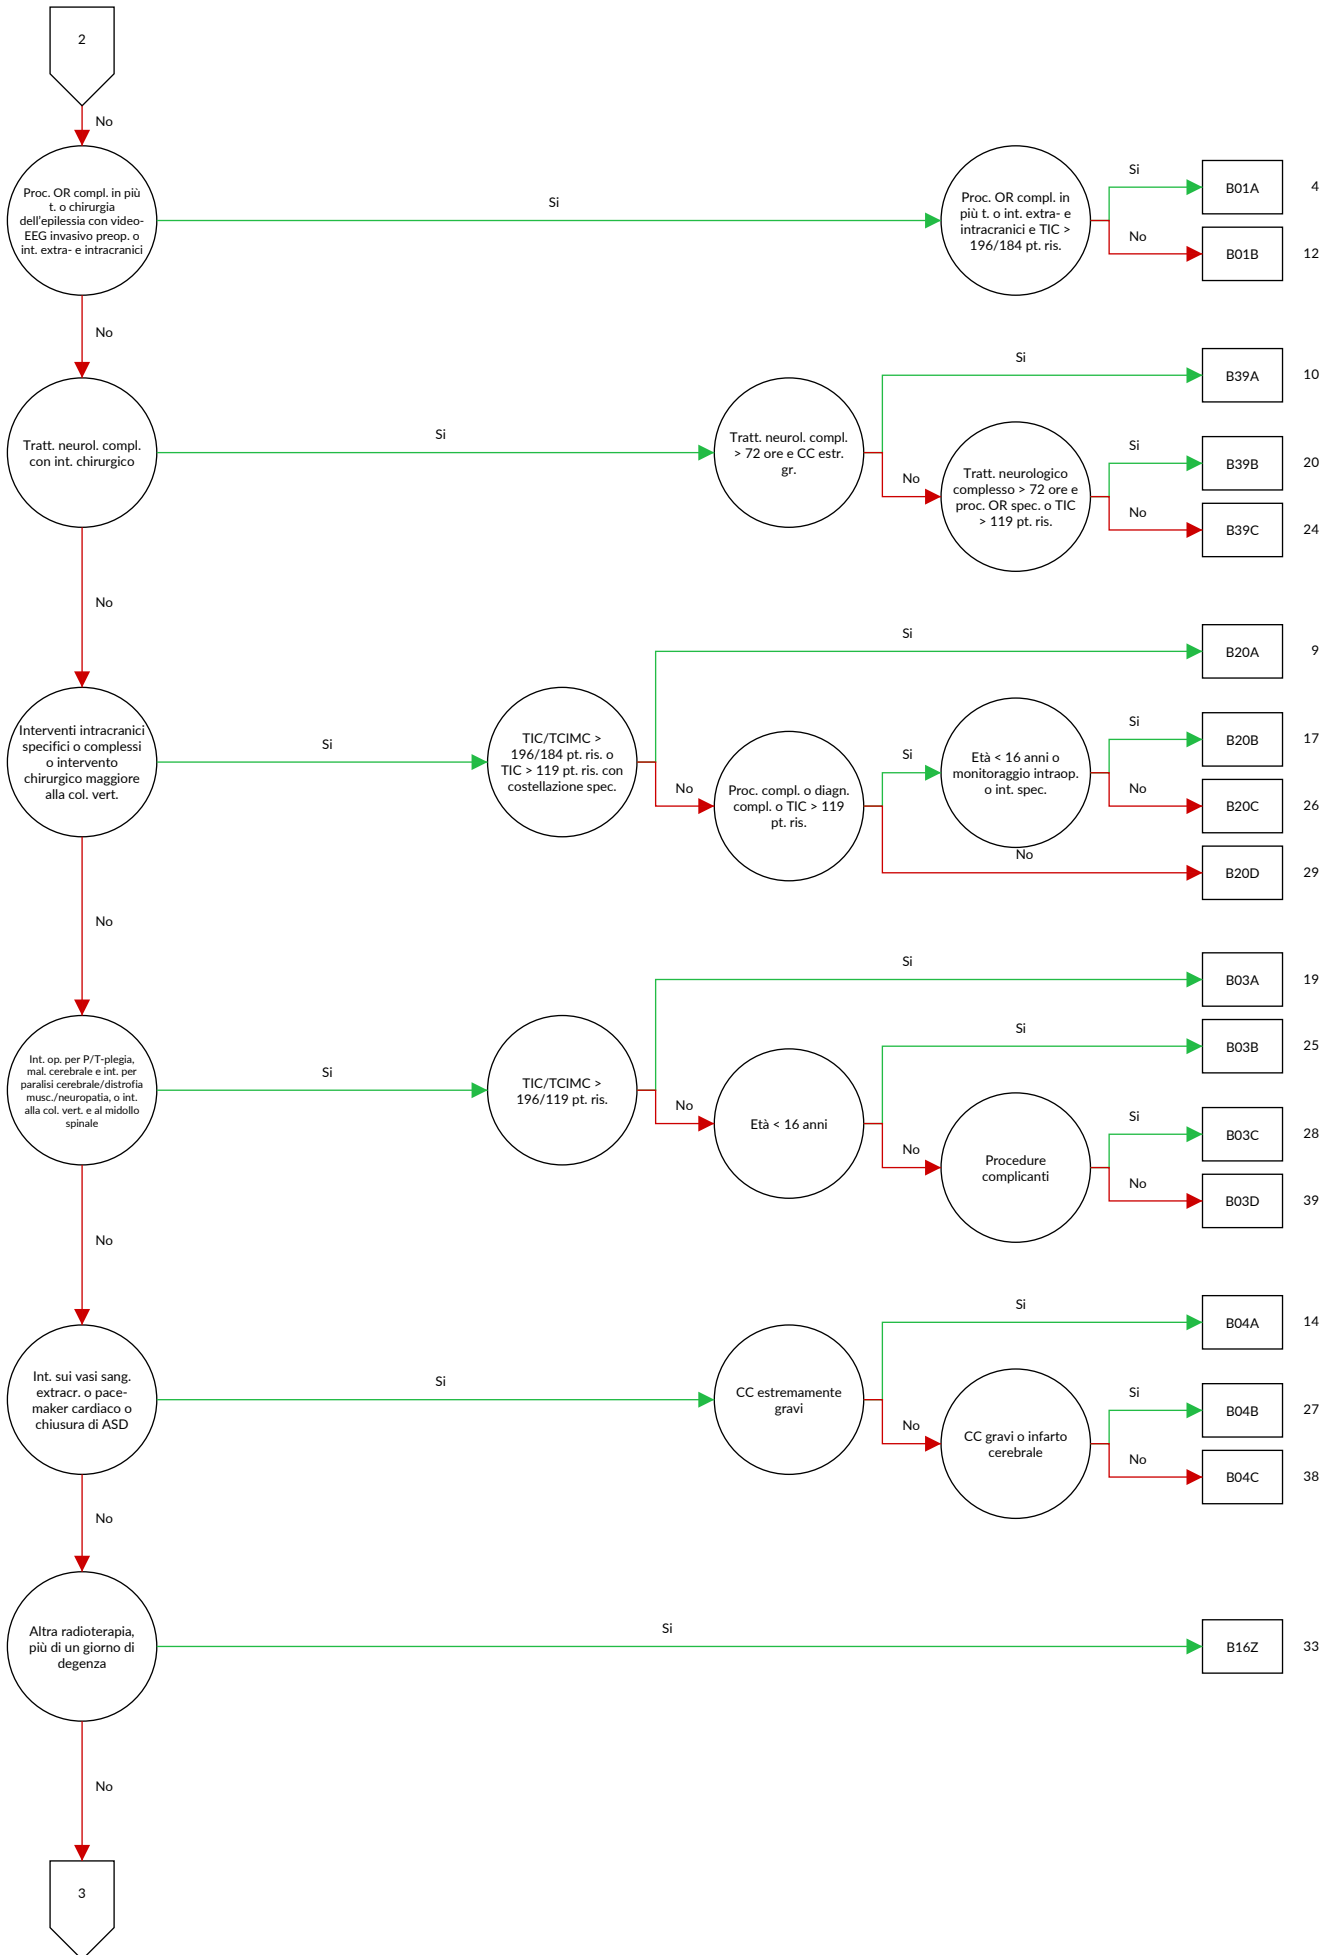 2
No
Proc. OR compl. in più
t. o chirurgia
dell'epilessia con video-
EEG invasivo preop. o
int. extra- e intracranici
Si
Proc. OR compl. in
più t. o int. extra- e
intracranici e TIC >
196/184 pt. ris.
Si
B01A
4
No
B01B
12
No
Tratt. neurol. compl.
con int. chirurgico
Si
Tratt. neurol. compl.
> 72 ore e CC estr.
gr.
Si
B39A
10
No
Tratt. neurologico
complesso > 72 ore e
proc. OR spec. o TIC
> 119 pt. ris.
Si
B39B
20
No
B39C
24
No
Interventi intracranici
specifici o complessi
o intervento
chirurgico maggiore
alla col. vert.
Si
TIC/TCIMC >
196/184 pt. ris. o
TIC > 119 pt. ris. con
costellazione spec.
Si
B20A
9
No
Proc. compl. o diagn.
compl. o TIC > 119
pt. ris.
Si
Età < 16 anni o
monitoraggio intraop.
o int. spec.
Si
B20B
17
No
B20C
26
No
B20D
29
No
Int. op. per P/T-plegia,
mal. cerebrale e int. per
paralisi cerebrale/distrofia
musc./neuropatia, o int.
alla col. vert. e al midollo
spinale
Si
TIC/TCIMC >
196/119 pt. ris.
Si
B03A
19
No
Età < 16 anni
Si
B03B
25
No
Procedure
complicanti
Si
B03C
28
No
B03D
39
No
Int. sui vasi sang.
extracr. o pace-
maker cardiaco o
chiusura di ASD
Si
CC estremamente
gravi
Si
B04A
14
No
CC gravi o infarto
cerebrale
Si
B04B
27
No
B04C
38
No
Altra radioterapia,
più di un giorno di
degenza
Si
B16Z
33
No
3